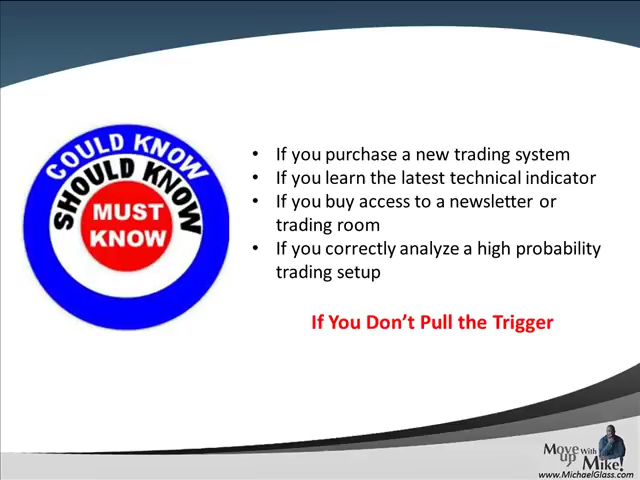 COULD KNOW
SHOULD KNOW
MUST
KNOW
• If you purchase a new trading system
• If you learn the latest technical indicator
• If you buy access to a newsletter or
trading room
• If you correctly analyze a high probability
trading setup
If You Don't Pull the Trigger
Move
up With
Mike!
www.MichaelGlass.com